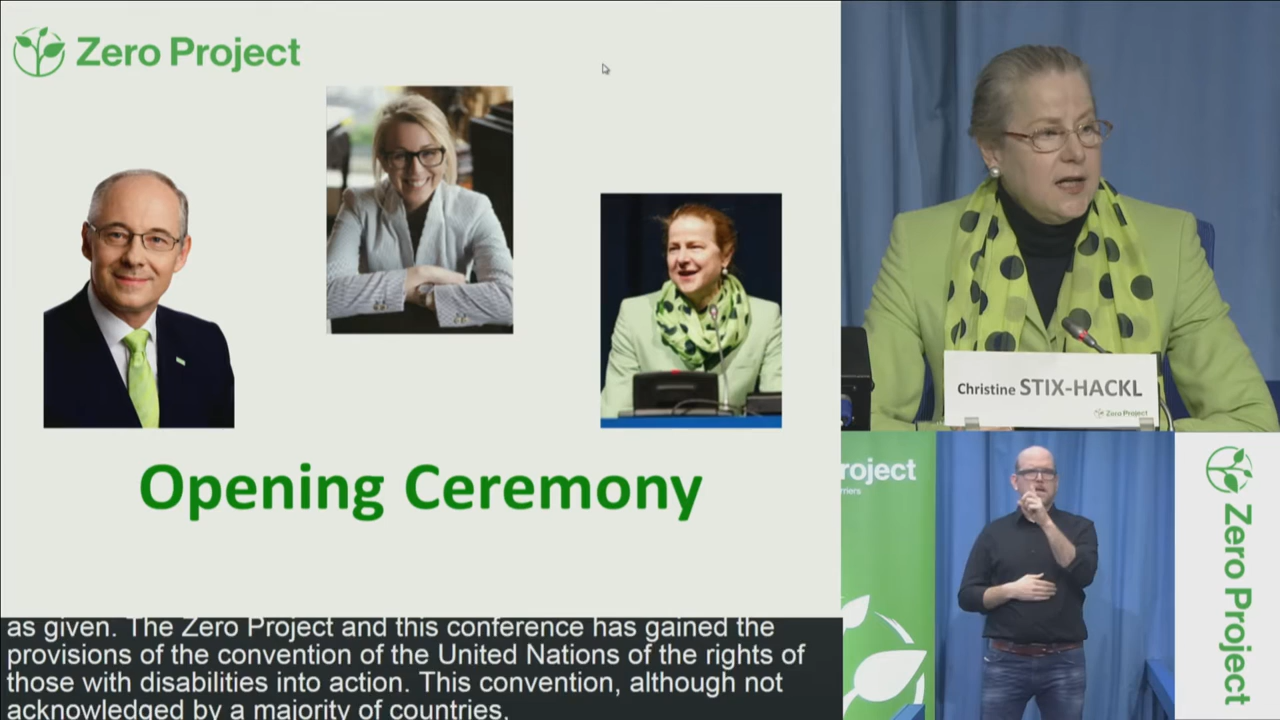 Zero Project
Opening Ceremony
as given. The Zero Project and this conference has gained the
provisions of the convention of the United Nations of the rights of
those with disabilities into action. This convention, although not
acknowledged by a majority of countries.
Christine STIX-HACKL
Zero Project
roject
rriers
Zero Project